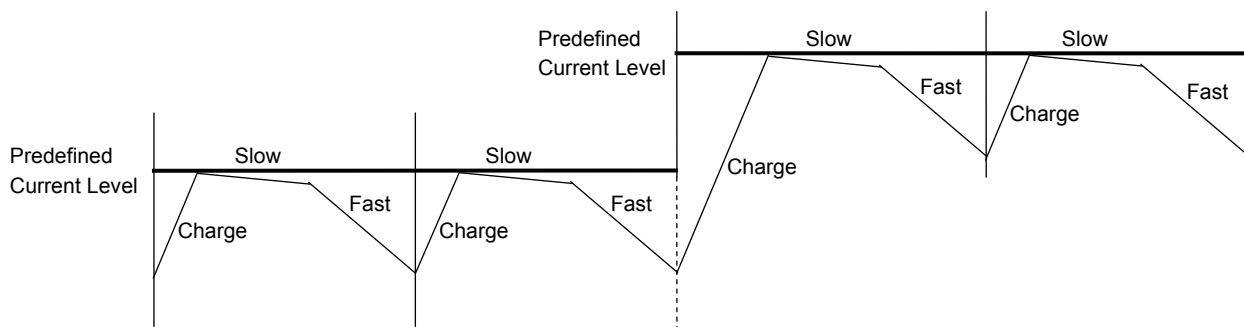 Predefined
Current Level
Slow
Slow
Fast
Fast
Charge
Charge
Predefined
Current Level
Slow
Slow
Fast
Fast
Charge
Charge